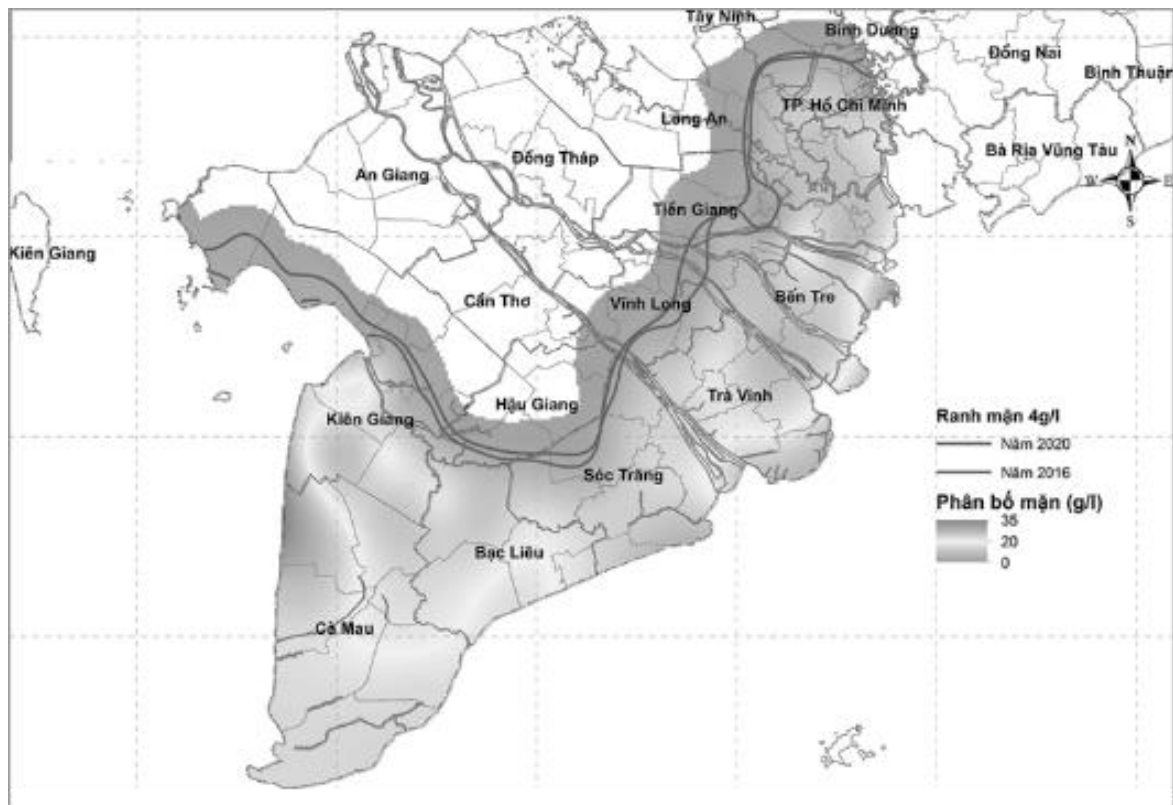 Tây Ninh
Bình Dương
Đồng Nai
Bình Thuận
TP. Hồ Chí Minh
Long An
Bà Rịa Vũng Tàu
N
W
E
S
Đồng Tháp
An Giang
Tiền Giang
Kiên Giang
Cần Thơ
Vĩnh Long
Bến Tre
Hậu Giang
Trà Vinh
Kiên Giang
Sóc Trăng
Bạc Liêu
Cà Mau
Ranh mặn 4g/l
Năm 2020
Năm 2016
Phân bố mặn (g/l)
35
20
0